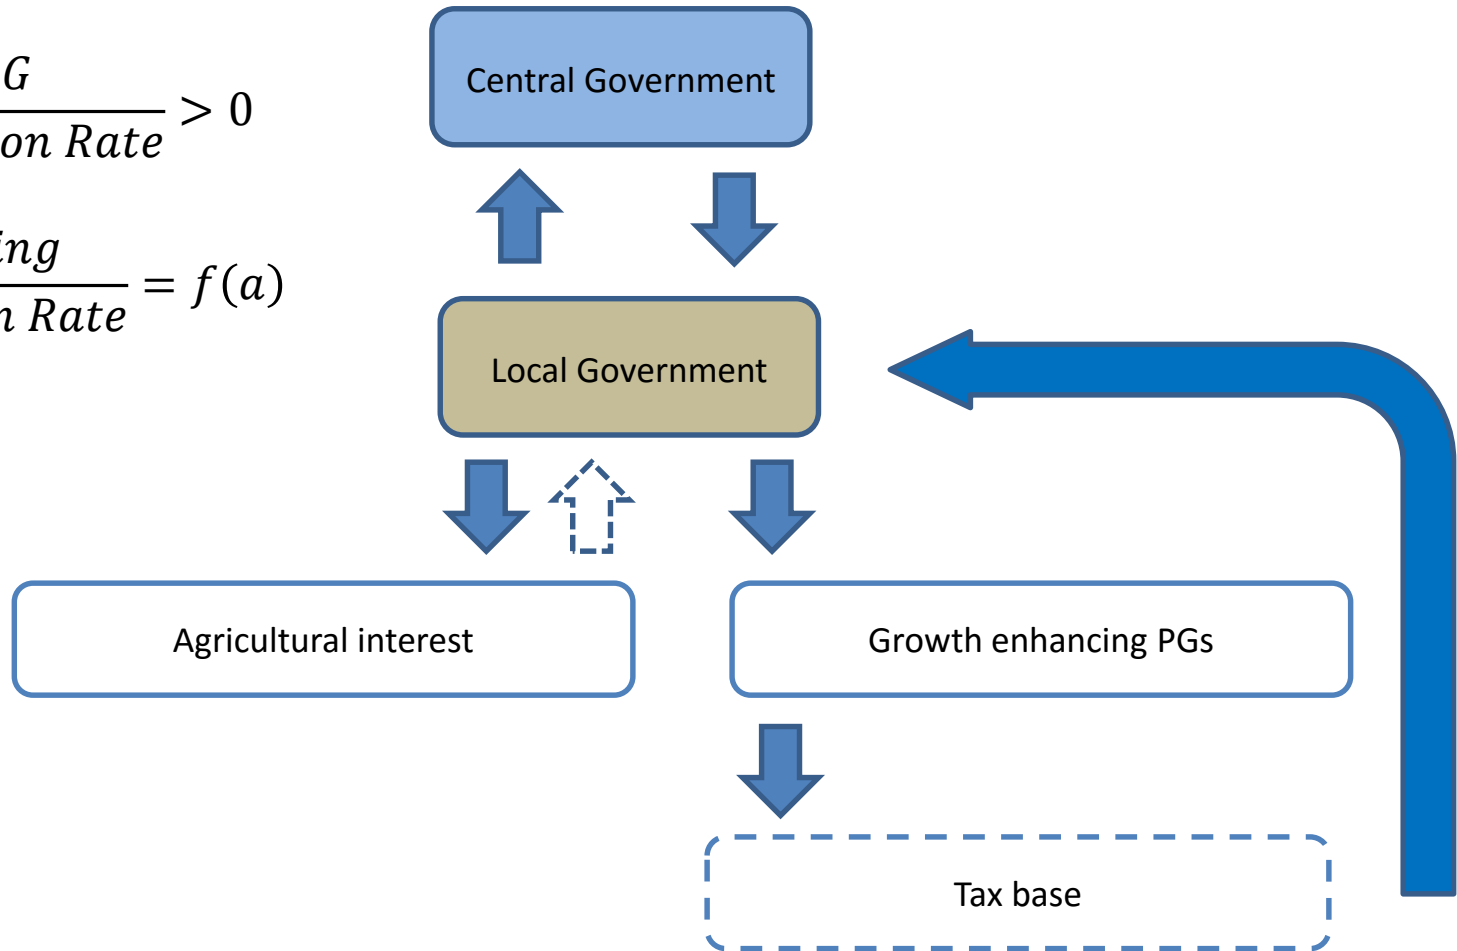 G
on Rate > 0
ing
n Rate = f(a)
Central Government
Local Government
Agricultural interest
Growth enhancing PGs
Tax base